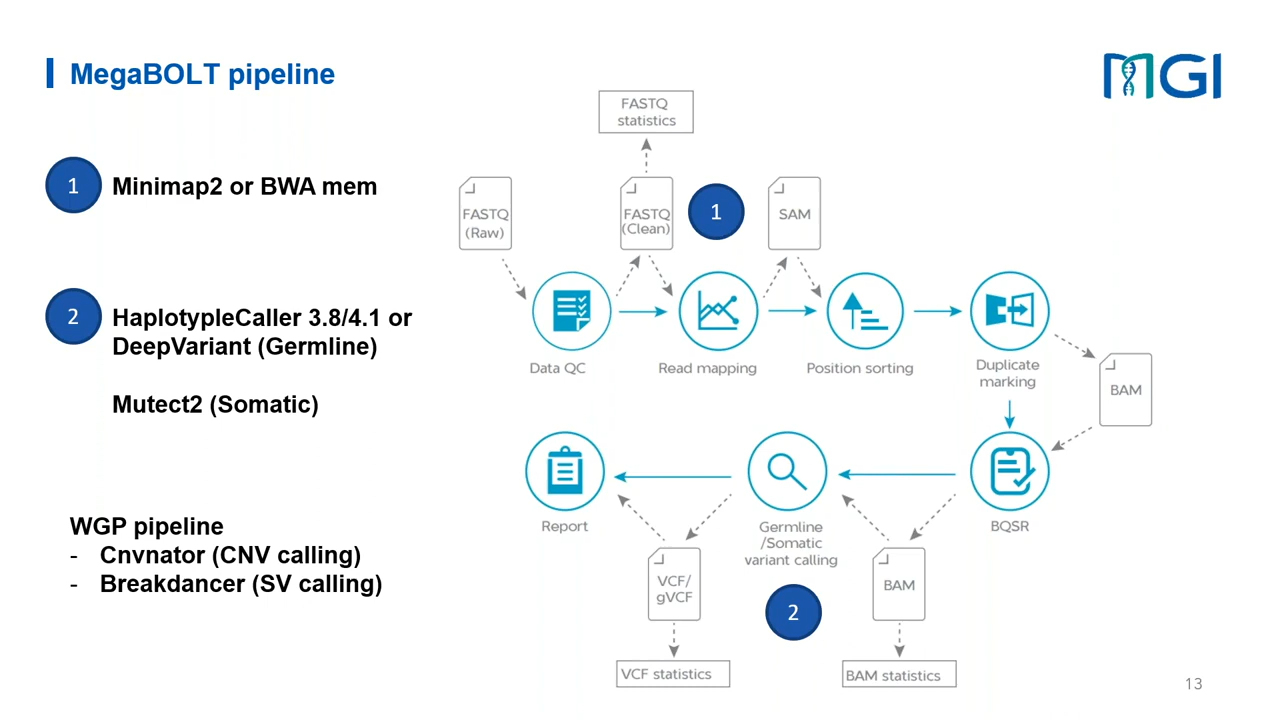 MegaBOLT pipeline
MGI
1
Minimap2 or BWA mem
2
HaplotypleCaller 3.8/4.1 or
DeepVariant (Germline)
Mutect2 (Somatic)
WGP pipeline
- Cnvnator (CNV calling)
- Breakdancer (SV calling)
FASTQ
statistics
FASTQ
(Raw)
FASTQ
(Clean)
1
SAM
Data QC
Read mapping
Position sorting
Duplicate
marking
BAM
Report
Germline
/Somatic
variant calling
BQSR
VCF/
gVCF
2
BAM
VCF statistics
BAM statistics
13